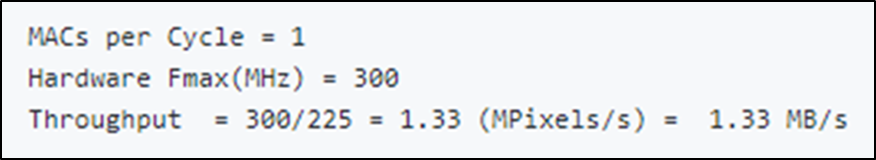 MACs per Cycle = 1
Hardware Fmax(MHz) = 300
Throughput  = 300/225 = 1.33 (MPixels/s) =  1.33 MB/s